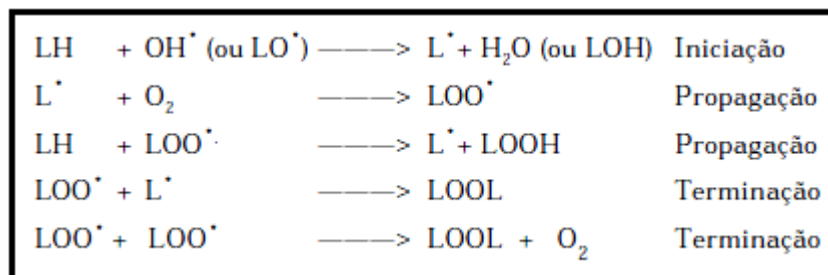 LH + OH˙ (ou LO˙) ———> L˙+ H₂O (ou LOH) Iniciação
L˙ + O₂ ———> LOO˙ Propagação
LH + LOO˙· ———> L˙+ LOOH Propagação
LOO˙ + L˙ ———> LOOL Terminação
LOO˙ + LOO˙ ———> LOOL + O₂ Terminação